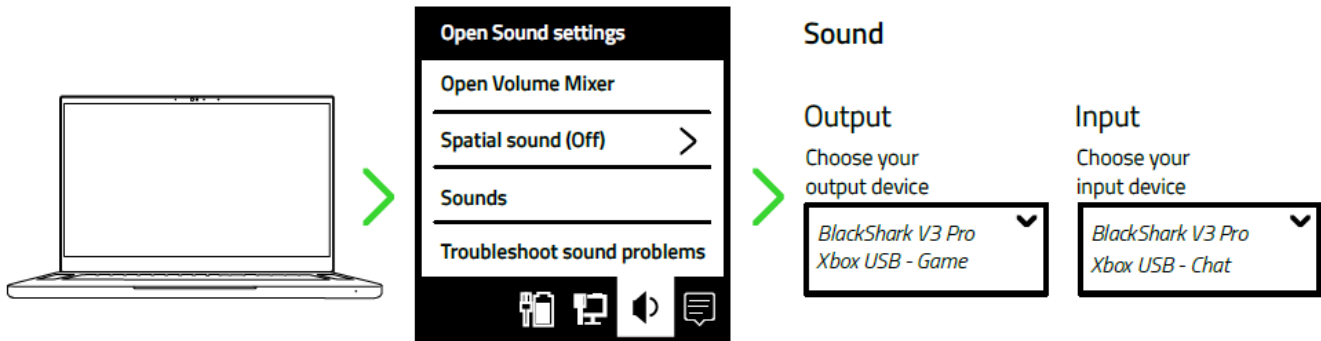 Open Sound settings
Open Volume Mixer
Spatial sound (Off)
Sounds
Troubleshoot sound problems
Sound
Output
Choose your
output device
BlackShark V3 Pro
Xbox USB - Game
Input
Choose your
input device
BlackShark V3 Pro
Xbox USB - Chat